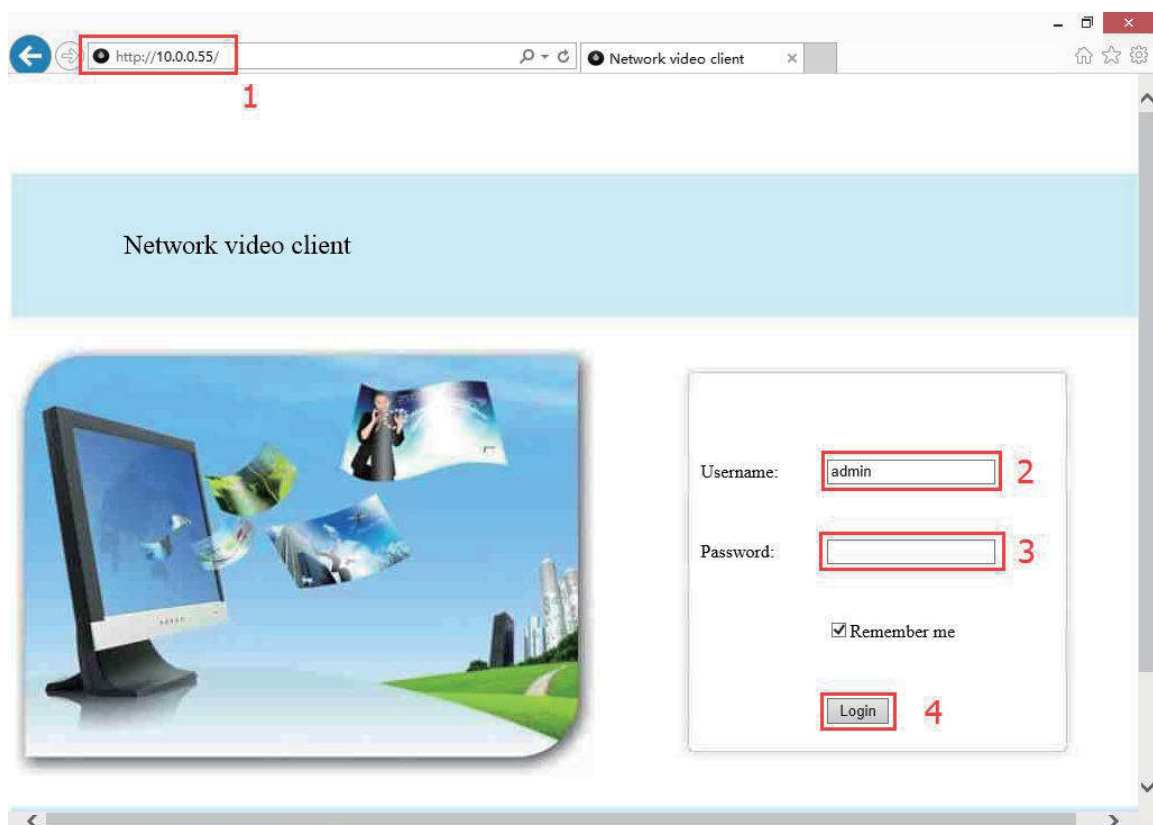 http://10.0.0.55/
Network video client
1
Network video client
Username:
admin
2
Password:
3
Remember me
Login
4